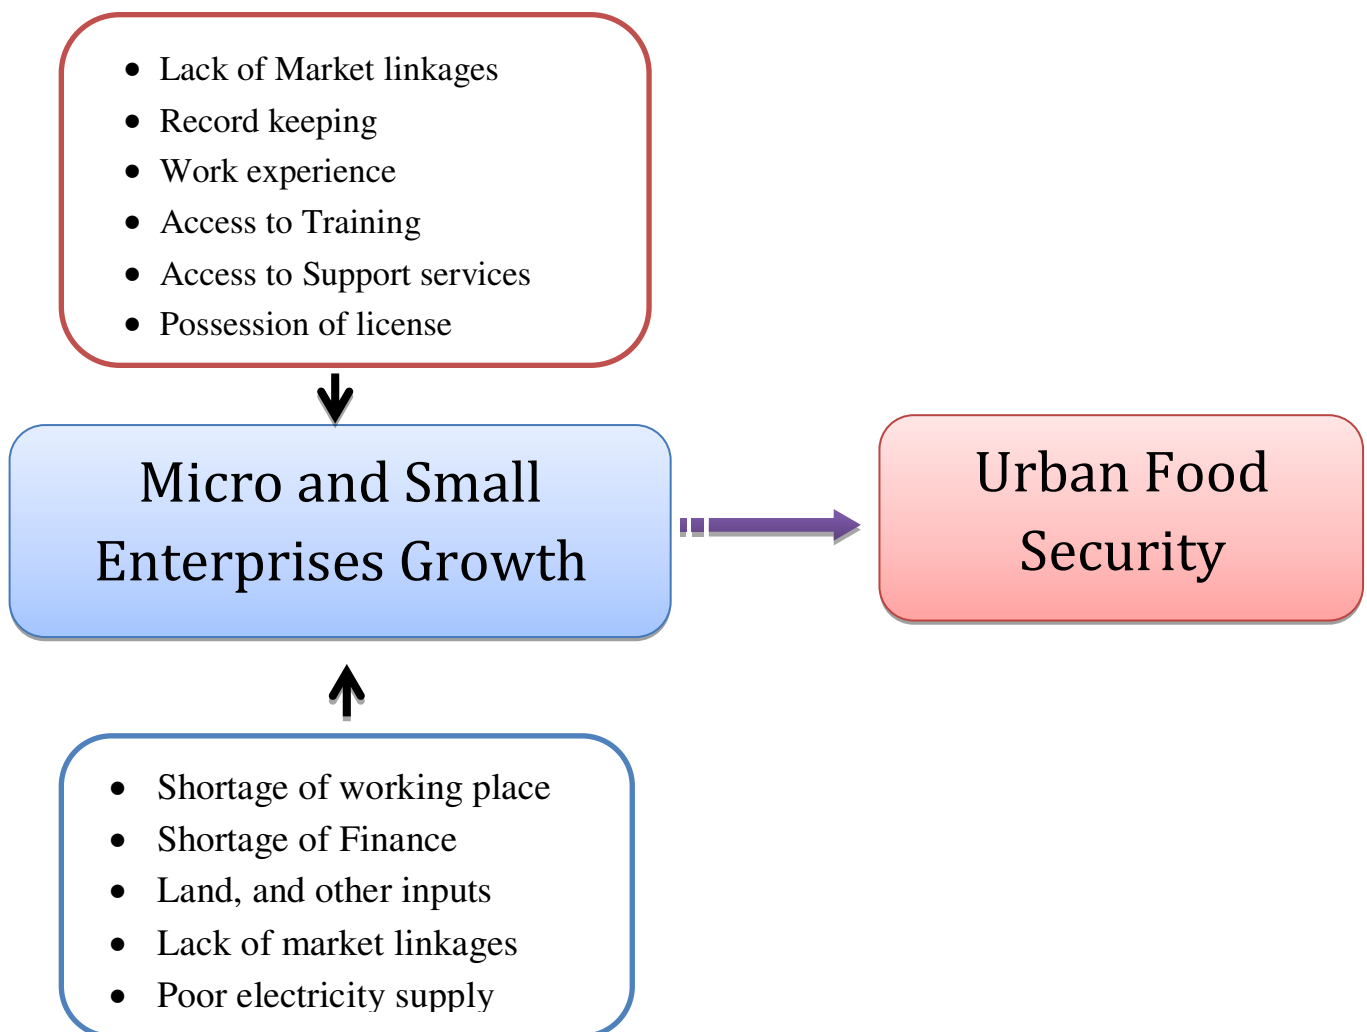 • Lack of Market linkages
• Record keeping
• Work experience
• Access to Training
• Access to Support services
• Possession of license
Micro and Small
Enterprises Growth
Urban Food
Security
• Shortage of working place
• Shortage of Finance
• Land, and other inputs
• Lack of market linkages
• Poor electricity supply